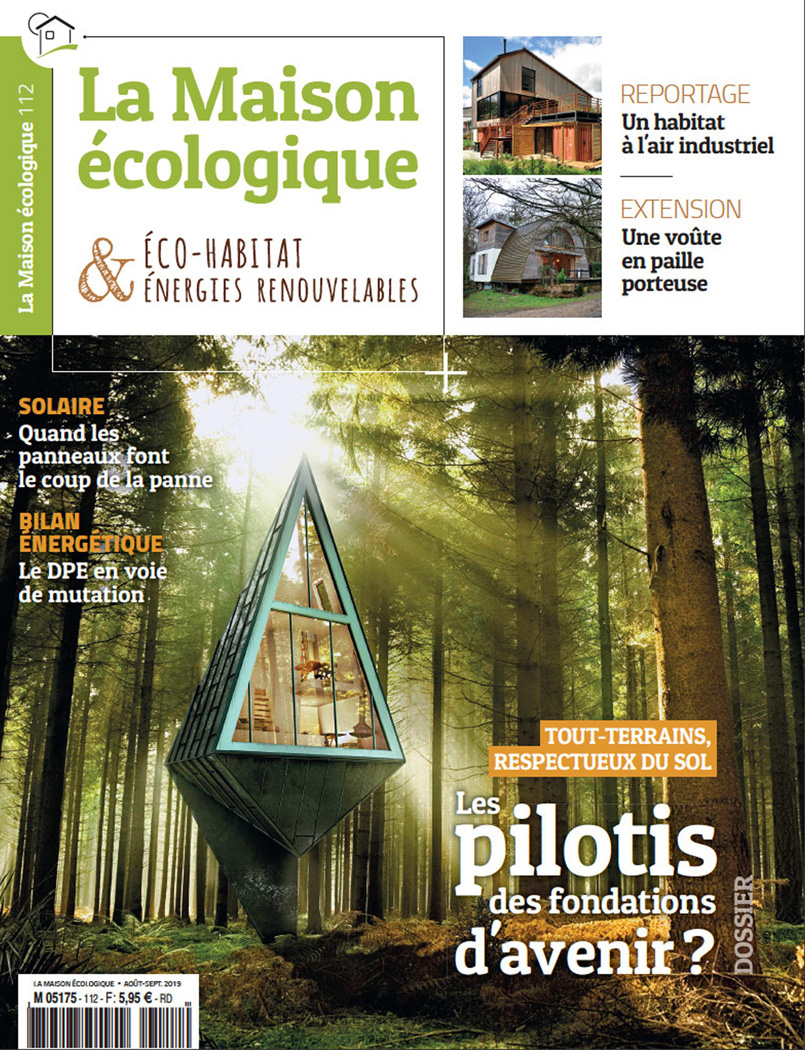 La Maison écologique 112
La Maison
écologique
& ÉCO-HABITAT
ÉNERGIES RENOUVELABLES
REPORTAGE
Un habitat
à l'air industriel
EXTENSION
Une voûte
en paille
porteuse
SOLAIRE
Quand les
panneaux font
le coup de la panne
BILAN
ÉNERGÉTIQUE
Le DPE en voie
de mutation
TOUT-TERRAINS,
RESPECTUEUX DU SOL
Les
pilotis
des fondations
d'avenir ?
DOSSIER
LA MAISON ÉCOLOGIQUE • AOÛT-SEPT. 2019
M 05175 - 112 - F: 5,95 € - RD